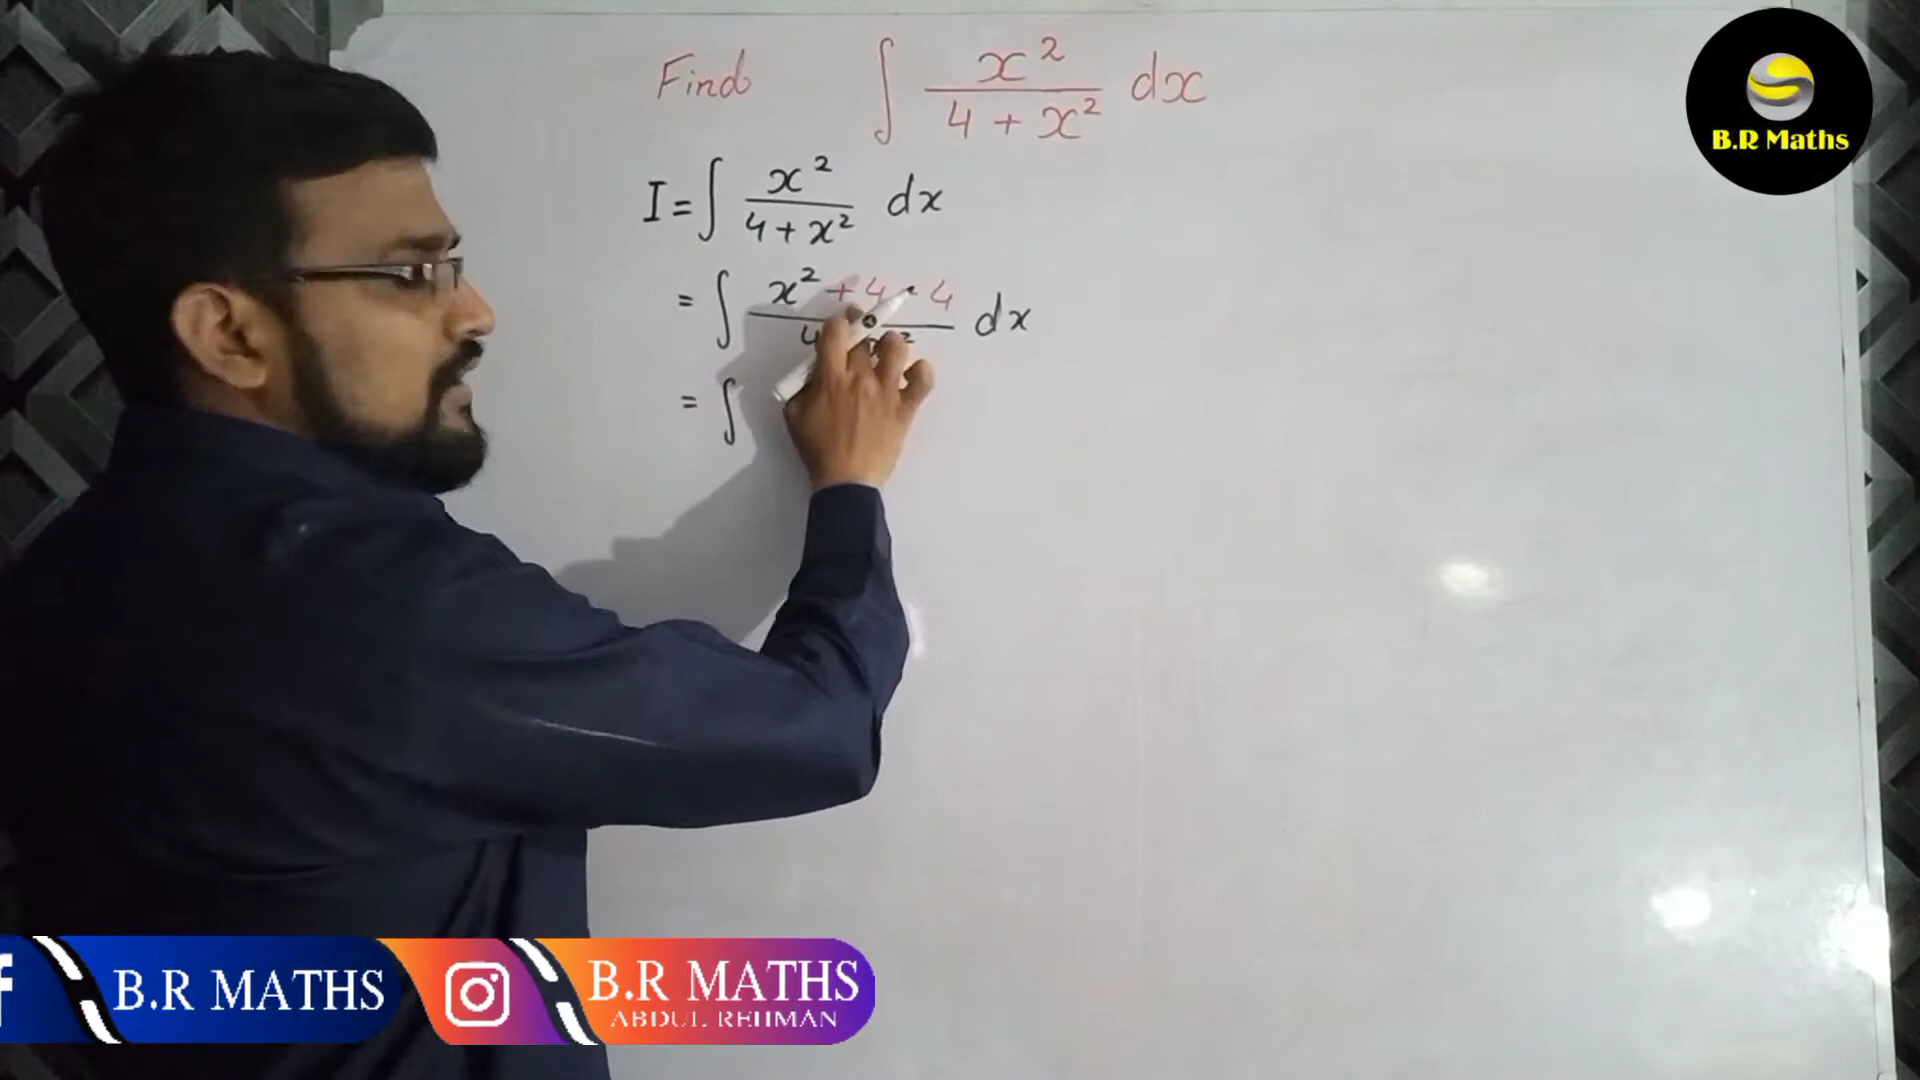 Find ∫ x² / 4 + x² dx
B.R Maths
I = ∫ x² / 4 + x² dx
= ∫ x² + 4 - 4 / 4 x² dx
= ∫
f B.R MATHS
B.R MATHS
ABDUL REHMAN